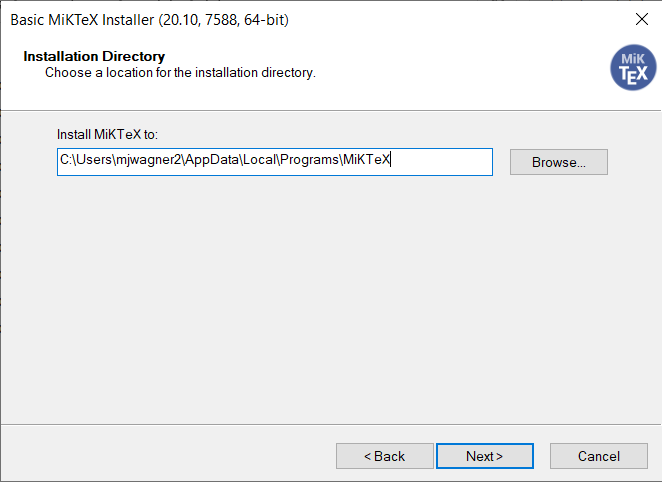 Basic MiKTeX Installer (20.10, 7588, 64-bit)
Installation Directory
Choose a location for the installation directory.
MiK
TEX
Install MiKTeX to:
C:\Users\mjwagner2\AppData\Local\Programs\MiKTeX
Browse...
< Back
Next >
Cancel